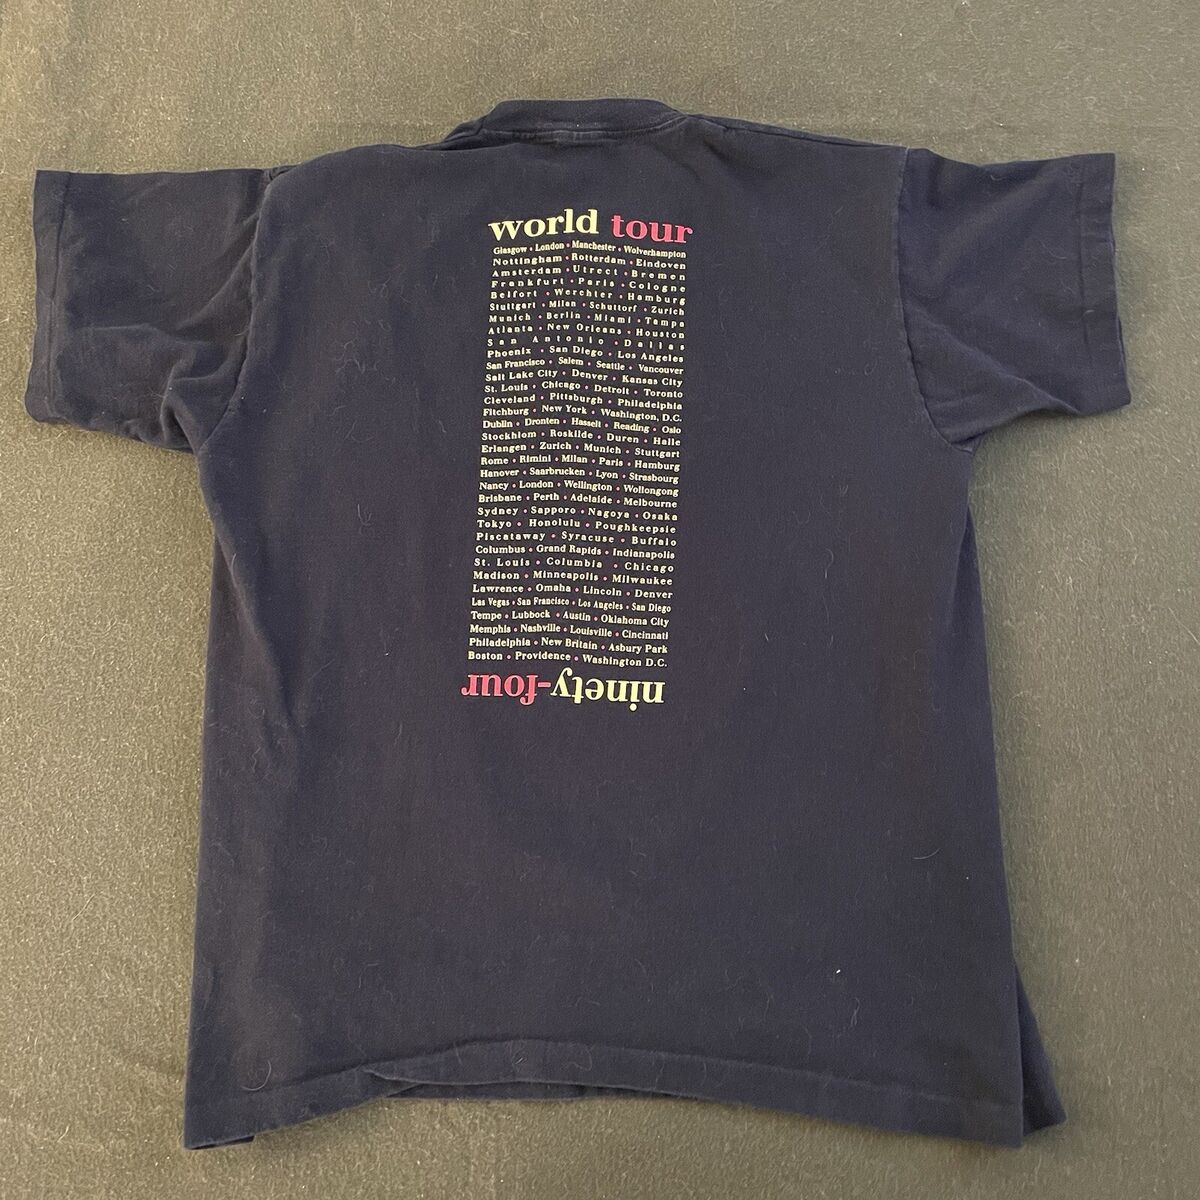 world tour
Glasgow • London • Manchester • Wolverhampton
Nottingham • Rotterdam • Eindoven
Amsterdam • Utrect • Bremen
Frankfurt • Paris • Cologne
Belfort • Werchter • Hamburg
Stuttgart • Milan • Schuttorf • Zurich
Munich • Berlin • Miami • Tampa
Atlanta • New Orleans • Houston
San Antonio • Dallas
Phoenix • San Diego • Los Angeles
San Francisco • Salem • Seattle • Vancouver
Salt Lake City • Denver • Kansas City
St. Louis • Chicago • Detroit • Toronto
Cleveland • Pittsburgh • Philadelphia
Fitchburg • New York • Washington, D.C.
Dublin • Dronten • Hasselt • Reading • Oslo
Stockhlom • Roskilde • Duren • Halle
Erlangen • Zurich • Munich • Stuttgart
Rome • Rimini • Milan • Paris • Hamburg
Hanover • Saarbrucken • Lyon • Strasbourg
Nancy • London • Wellington • Wollongong
Brisbane • Perth • Adelaide • Melbourne
Sydney • Sapporo • Nagoya • Osaka
Tokyo • Honolulu • Poughkeepsie
Piscataway • Syracuse • Buffalo
Columbus • Grand Rapids • Indianapolis
St. Louis • Columbia • Chicago
Madison • Minneapolis • Milwaukee
Lawrence • Omaha • Lincoln • Denver
Las Vegas • San Francisco • Los Angeles • San Diego
Tempe • Lubbock • Austin • Oklahoma City
Memphis • Nashville • Louisville • Cincinnati
Philadelphia • New Britain • Asbury Park
Boston • Providence • Washington D.C.
ninety-four